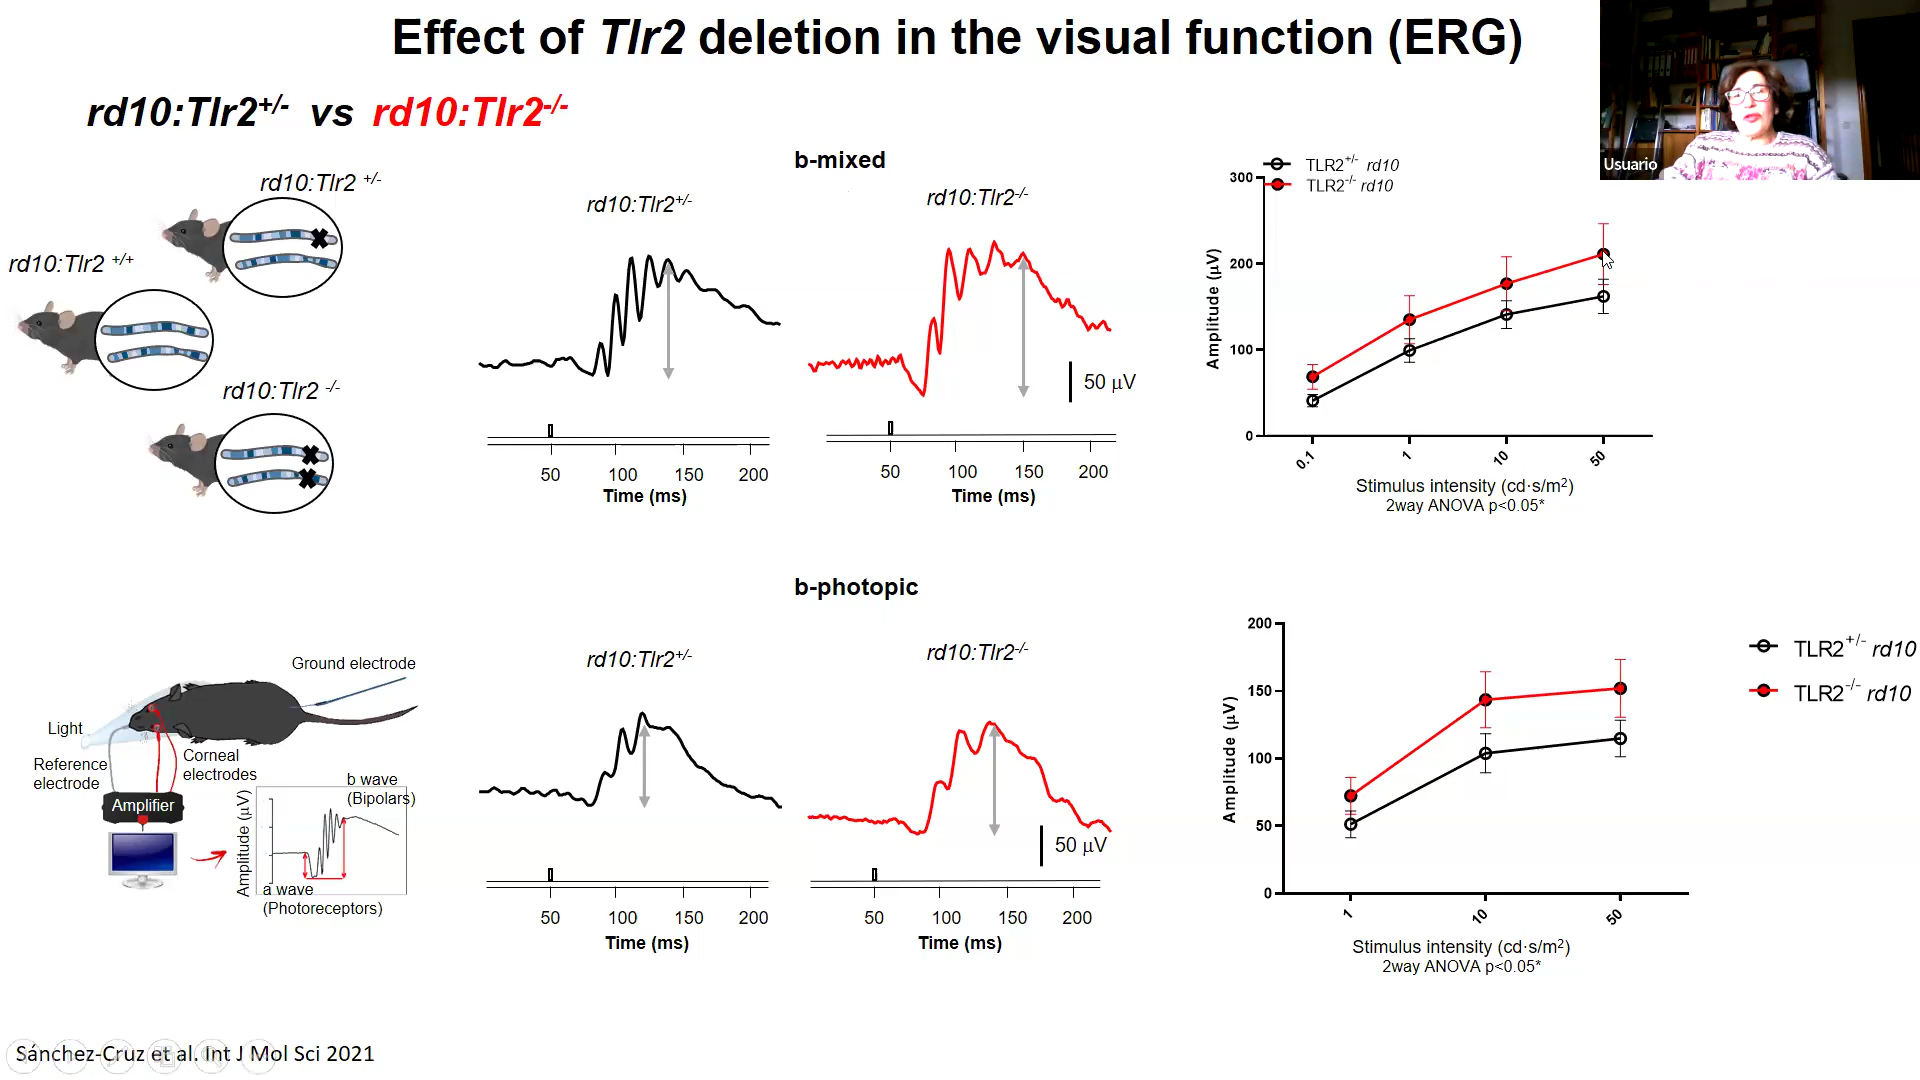 Effect of Tlr2 deletion in the visual function (ERG)
rd10:Tlr2+/- vs rd10:Tlr2-/-
Usuario
rd10:Tlr2 +/-
rd10:Tlr2 +/+
rd10:Tlr2 -/-
b-mixed
rd10:Tlr2+/-
rd10:Tlr2-/-
50 µV
50 100 150 200
Time (ms)
50 100 150 200
Time (ms)
TLR2+/- rd10
TLR2-/- rd10
Amplitude (µV)
300
200
100
0
0.1 1 10 50
Stimulus intensity (cd·s/m2)
2way ANOVA p<0.05*
Ground electrode
Light
Reference
electrode
Corneal
electrodes
Amplifier
b wave
(Bipolars)
Amplitude (µV)
a wave
(Photoreceptors)
b-photopic
rd10:Tlr2+/-
rd10:Tlr2-/-
50 µV
50 100 150 200
Time (ms)
50 100 150 200
Time (ms)
Amplitude (µV)
200
150
100
50
0
1 10 50
Stimulus intensity (cd·s/m2)
2way ANOVA p<0.05*
TLR2+/- rd10
TLR2-/- rd10
Sánchez-Cruz et al. Int J Mol Sci 2021